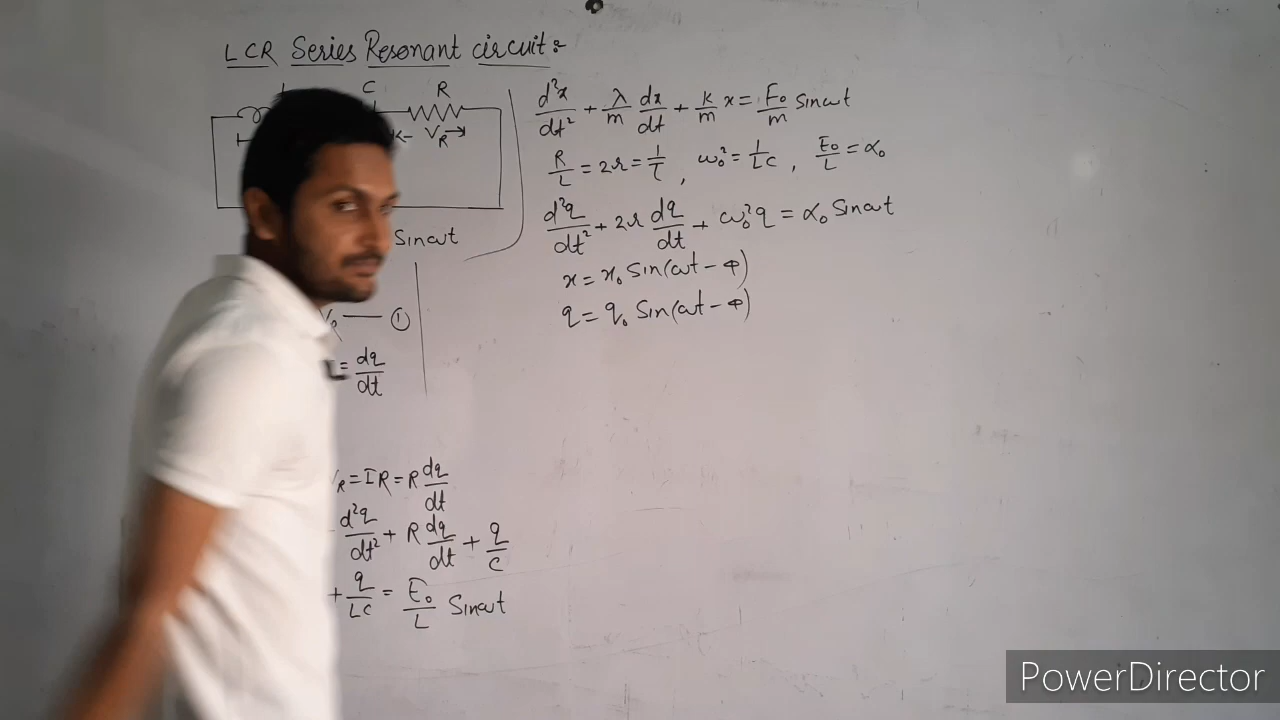 LCR Series Resonant circuit :
C R
V_R
Sinωt
V_R — ①
I = dq/dt
V_R = IR = R dq/dt
d²q/dt² + R dq/dt + q/c
+ q/LC = E₀/L Sinωt
d²x/dt² + λ/m dx/dt + k/m x = F₀/m sinωt
R/L = 2r = 1/τ , ω₀² = 1/LC , E₀/L = α₀
d²q/dt² + 2r dq/dt + ω₀²q = α₀ Sinωt
x = x₀ Sin(ωt − φ)
q = q₀ Sin(ωt − φ)
PowerDirector